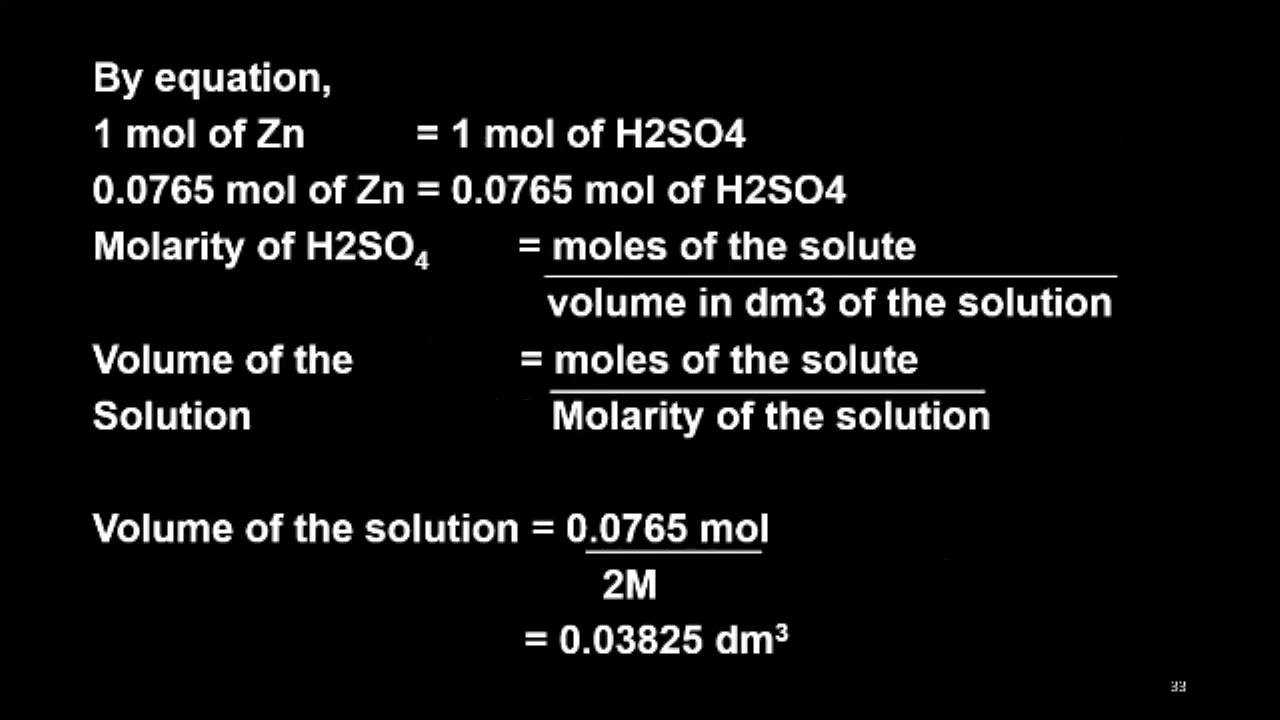 By equation,
1 mol of Zn = 1 mol of H2SO4
0.0765 mol of Zn = 0.0765 mol of H2SO4
Molarity of H2SO₄ = moles of the solute
volume in dm3 of the solution
Volume of the = moles of the solute
Solution Molarity of the solution
Volume of the solution = 0.0765 mol
2M
= 0.03825 dm³
33